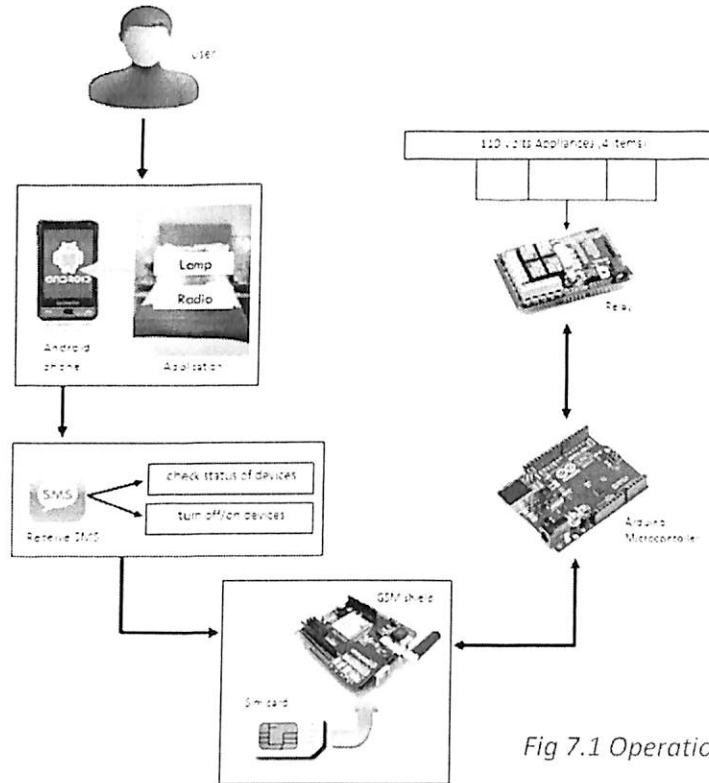 user
110 volts Appliances (4 items)
Lamp
Radio
Relay
Android
phone
Application
SMS
check status of devices
turn off/on devices
Receive SMS
Arduino
Microcontroller
GSM shield
Sim card
Fig 7.1 Operatio